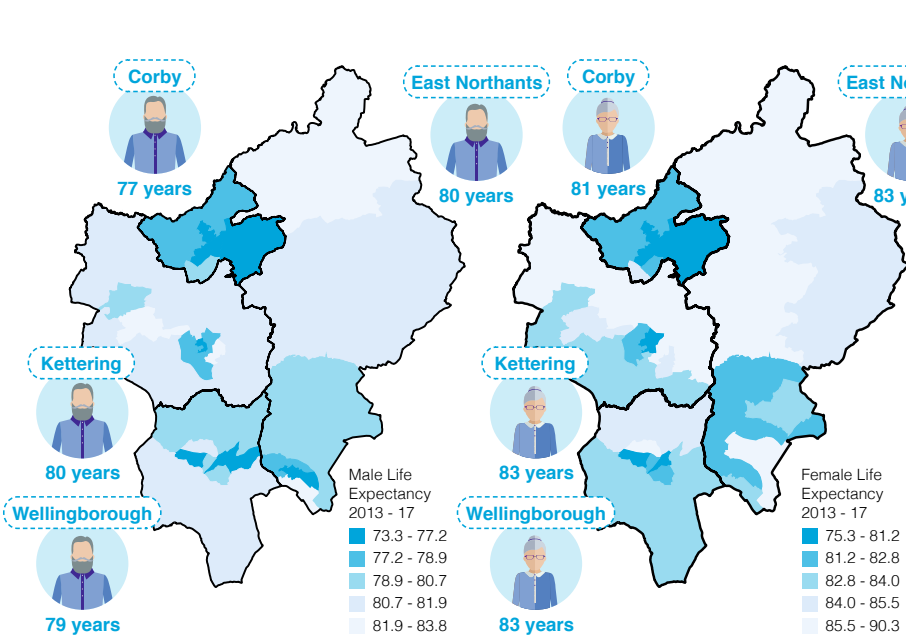 Corby
77 years
East Northants
80 years
Kettering
80 years
Wellingborough
79 years
Male Life
Expectancy
2013 - 17
73.3 - 77.2
77.2 - 78.9
78.9 - 80.7
80.7 - 81.9
81.9 - 83.8
Corby
81 years
East No
83 y
Kettering
83 years
Wellingborough
83 years
Female Life
Expectancy
2013 - 17
75.3 - 81.2
81.2 - 82.8
82.8 - 84.0
84.0 - 85.5
85.5 - 90.3